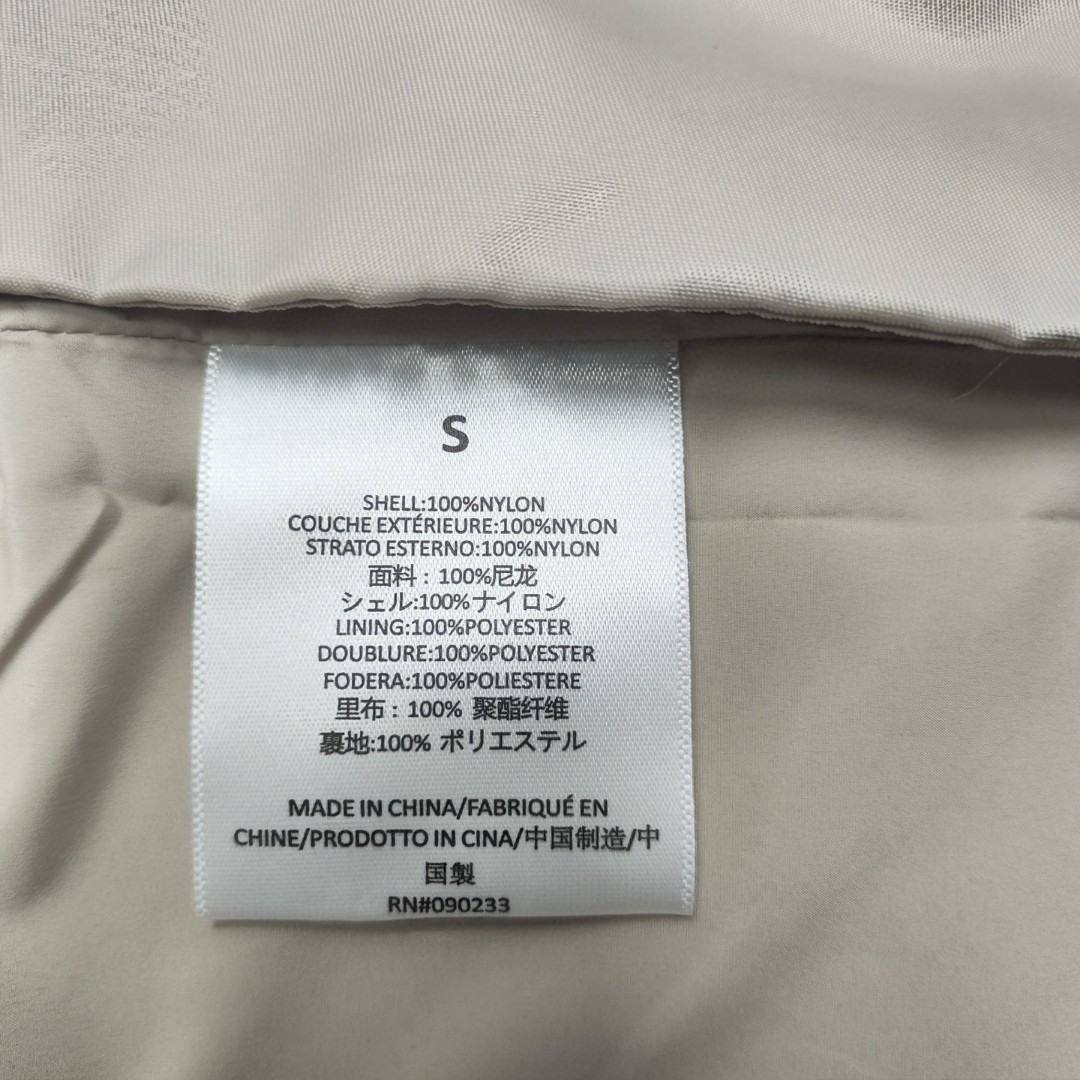 S
SHELL:100%NYLON
COUCHE EXTÉRIEURE:100%NYLON
STRATO ESTERNO:100%NYLON
面料：100%尼龙
シェル:100%ナイロン
LINING:100%POLYESTER
DOUBLURE:100%POLYESTER
FODERA:100%POLIESTERE
里布：100% 聚酯纤维
裏地:100% ポリエステル
MADE IN CHINA/FABRIQUÉ EN
CHINE/PRODOTTO IN CINA/中国制造/中
国製
RN#090233